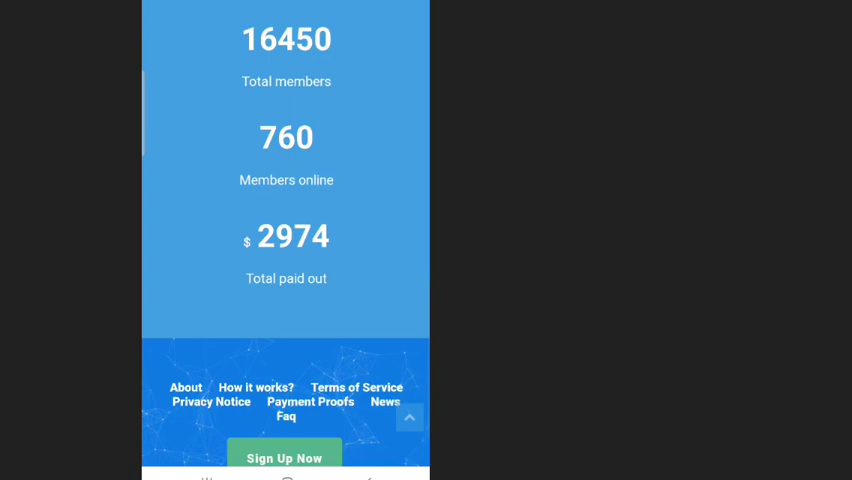 16450
Total members
760
Members online
$ 2974
Total paid out
About How it works? Terms of Service
Privacy Notice Payment Proofs News
Faq
Sign Up Now